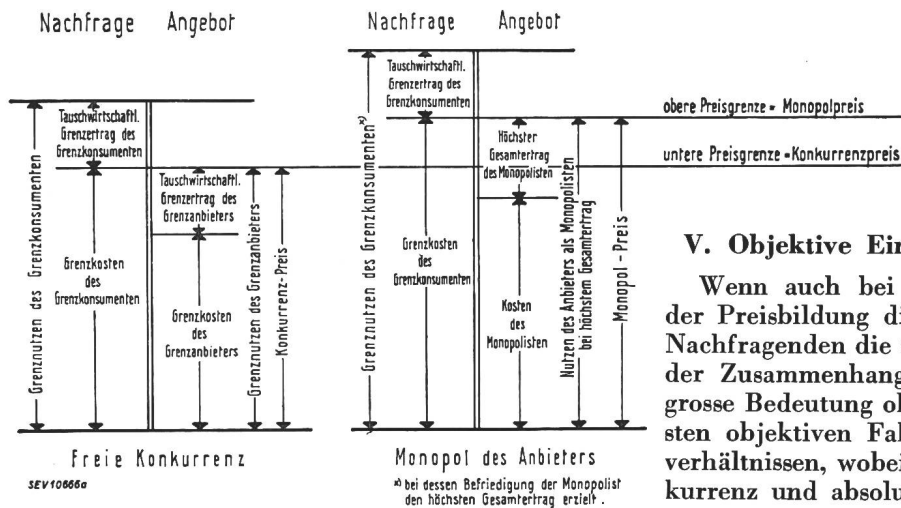 Nachfrage Angebot
Tauschwirtschaftl.
Grenzertrag des
Grenzkonsumenten
Grenznutzen des Grenzkonsumenten
Grenzkosten
des
Grenzkonsumenten
Tauschwirtschaftl.
Grenzertrag des
Grenzanbieters
Grenzkosten
des
Grenzanbieters
Grenznutzen des Grenzanbieters
Konkurrenz-Preis
Freie Konkurrenz
SEV10666a
Nachfrage Angebot
Tauschwirtschaftl.
Grenzertrag des
Grenzkonsumenten
Grenznutzen des Grenzkonsumenten x)
Grenzkosten
des
Grenzkonsumenten
Höchster
Gesamtertrag
des Monopolisten
Kosten
des
Monopolisten
Nutzen des Anbieters als Monopolisten
bei höchstem Gesamtertrag
Monopol-Preis
Monopol des Anbieters
x) bei dessen Befriedigung der Monopolist
den höchsten Gesamtertrag erzielt.
obere Preisgrenze = Monopolpreis
untere Preisgrenze = Konkurrenzpreis
V. Objektive Ein
Wenn auch bei
der Preisbildung di
Nachfragenden die
der Zusammenhang
grosse Bedeutung ob
sten objektiven Fal
verhältnissen, wobei
kurrenz und absolu